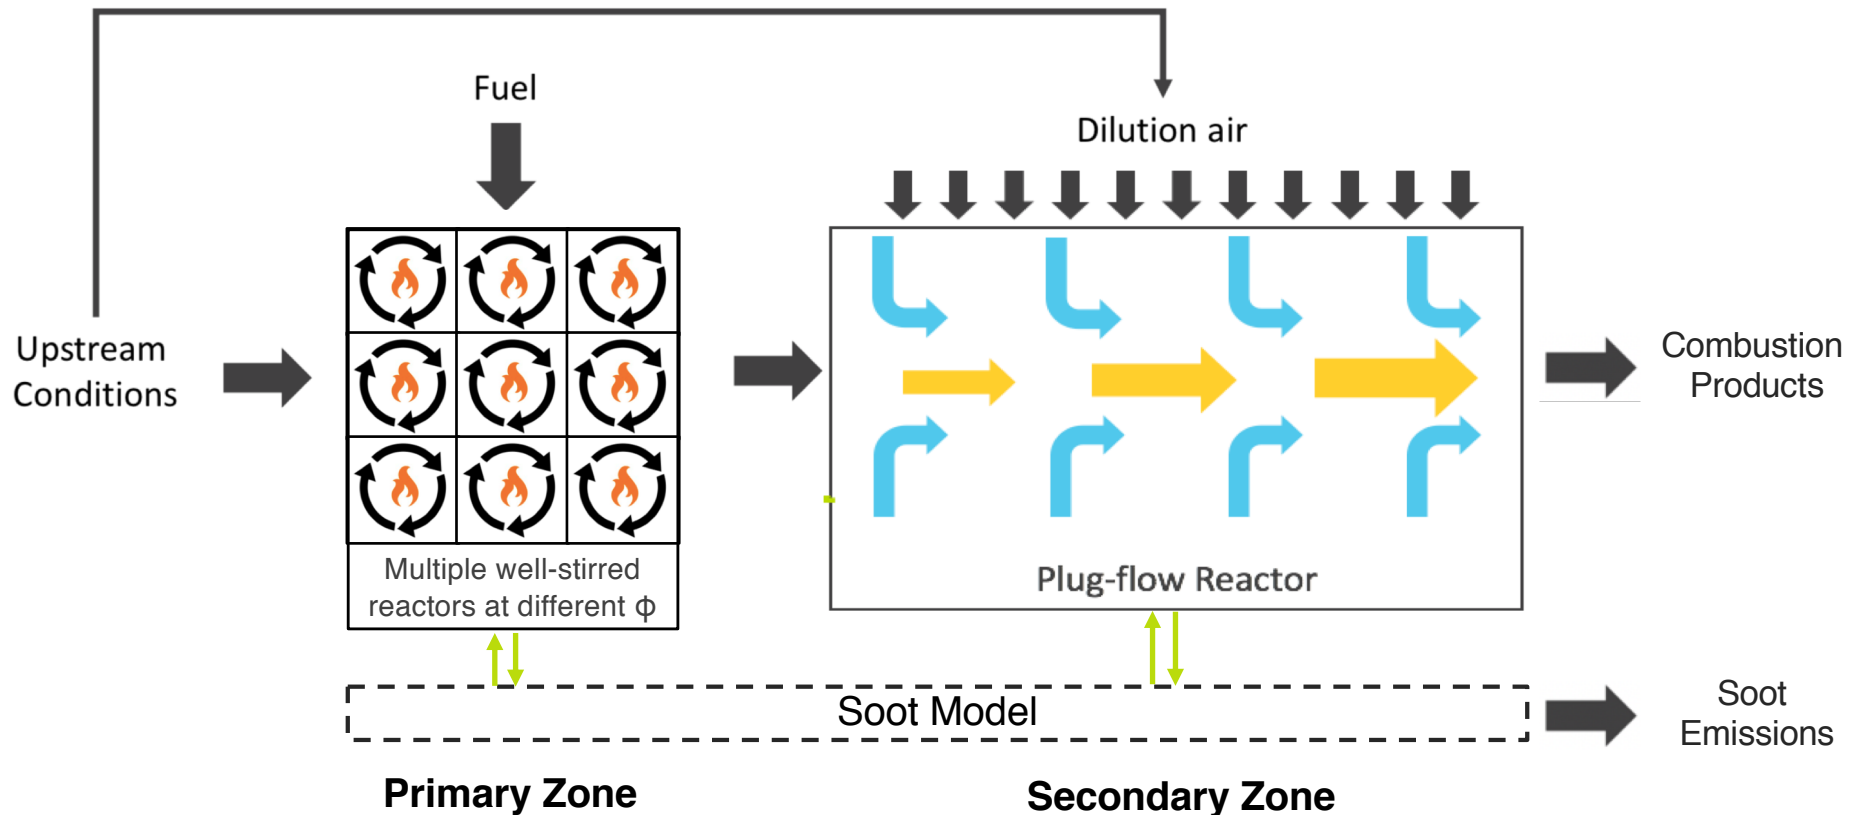 Fuel
Dilution air
Upstream
Conditions
Multiple well-stirred
reactors at different ϕ
Plug-flow Reactor
Combustion
Products
Soot Model
Soot
Emissions
Primary Zone
Secondary Zone